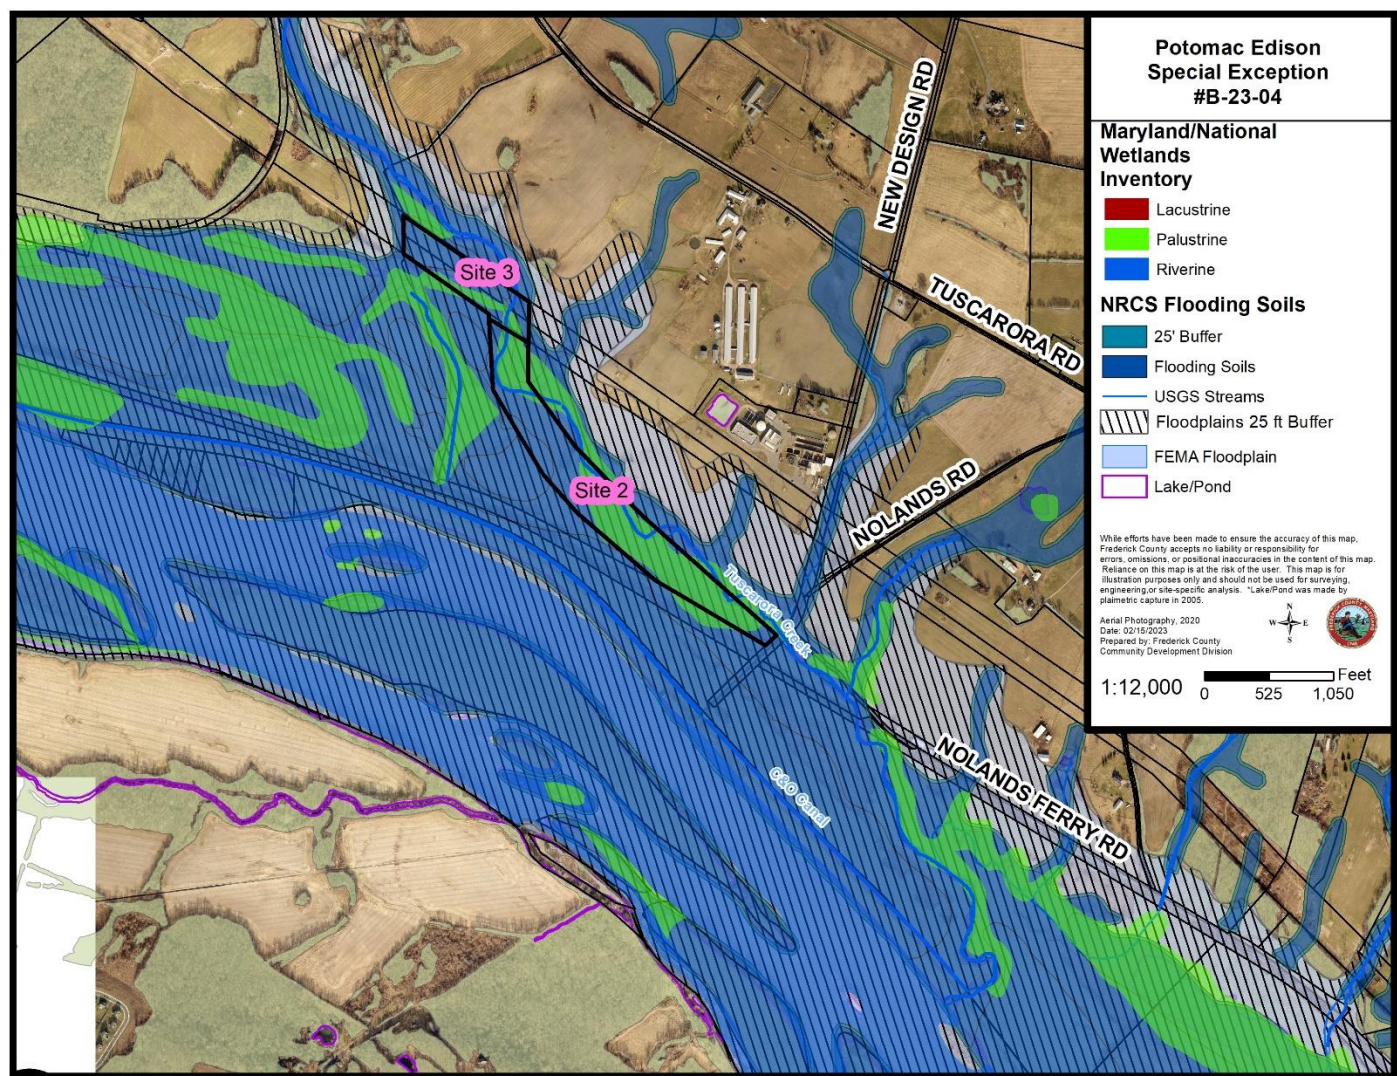 Potomac Edison
Special Exception
#B-23-04
Maryland/National
Wetlands
Inventory
Lacustrine
Palustrine
Riverine
NRCS Flooding Soils
25' Buffer
Flooding Soils
USGS Streams
Floodplains 25 ft Buffer
FEMA Floodplain
Lake/Pond
While efforts have been made to ensure the accuracy of this map,
Frederick County accepts no liability or responsibility for
errors, omissions, or positional inaccuracies in the content of this map.
Reliance on this map is at the risk of the user. This map is for
illustration purposes only and should not be used for surveying,
engineering,or site-specific analysis. *Lake/Pond was made by
plaimetric capture in 2005.
Aerial Photography, 2020
Date: 02/15/2023
Prepared by: Frederick County
Community Development Division
N
W E
S
1:12,000
Feet
0 525 1,050
NEW DESIGN RD
TUSCARORA RD
Site 3
Site 2
NOLANDS RD
Tuscarora Creek
C&O Canal
NOLANDS FERRY RD